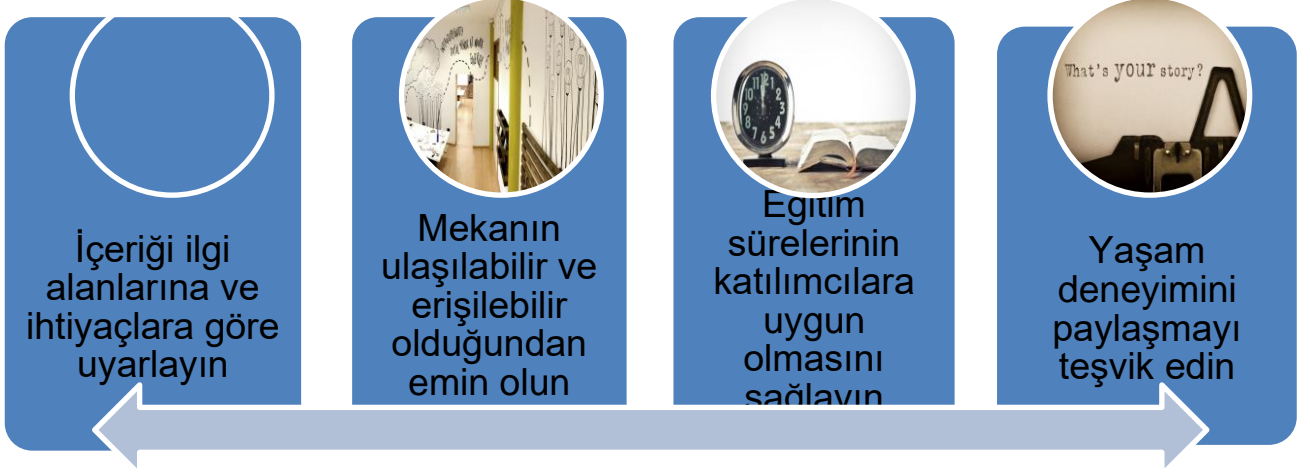 İçeriği ilgi
alanlarına ve
ihtiyaçlara göre
uyarlayın
Mekanın
ulaşılabilir ve
erişilebilir
olduğundan
emin olun
Eğitim
sürelerinin
katılımcılara
uygun
olmasını
sağlayın
What's your story?
Yaşam
deneyimini
paylaşmayı
teşvik edin